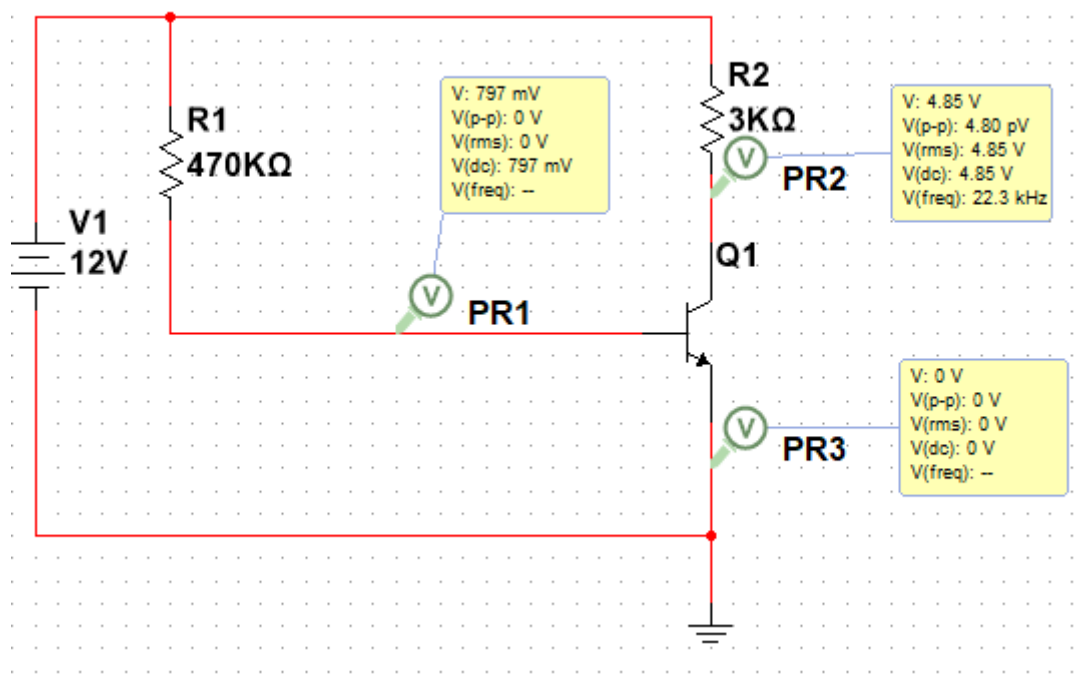 R1
470KΩ
V1
12V
V: 797 mV
V(p-p): 0 V
V(rms): 0 V
V(dc): 797 mV
V(freq): --
V
PR1
R2
3KΩ
V
PR2
V: 4.85 V
V(p-p): 4.80 pV
V(rms): 4.85 V
V(dc): 4.85 V
V(freq): 22.3 kHz
Q1
V
PR3
V: 0 V
V(p-p): 0 V
V(rms): 0 V
V(dc): 0 V
V(freq): --